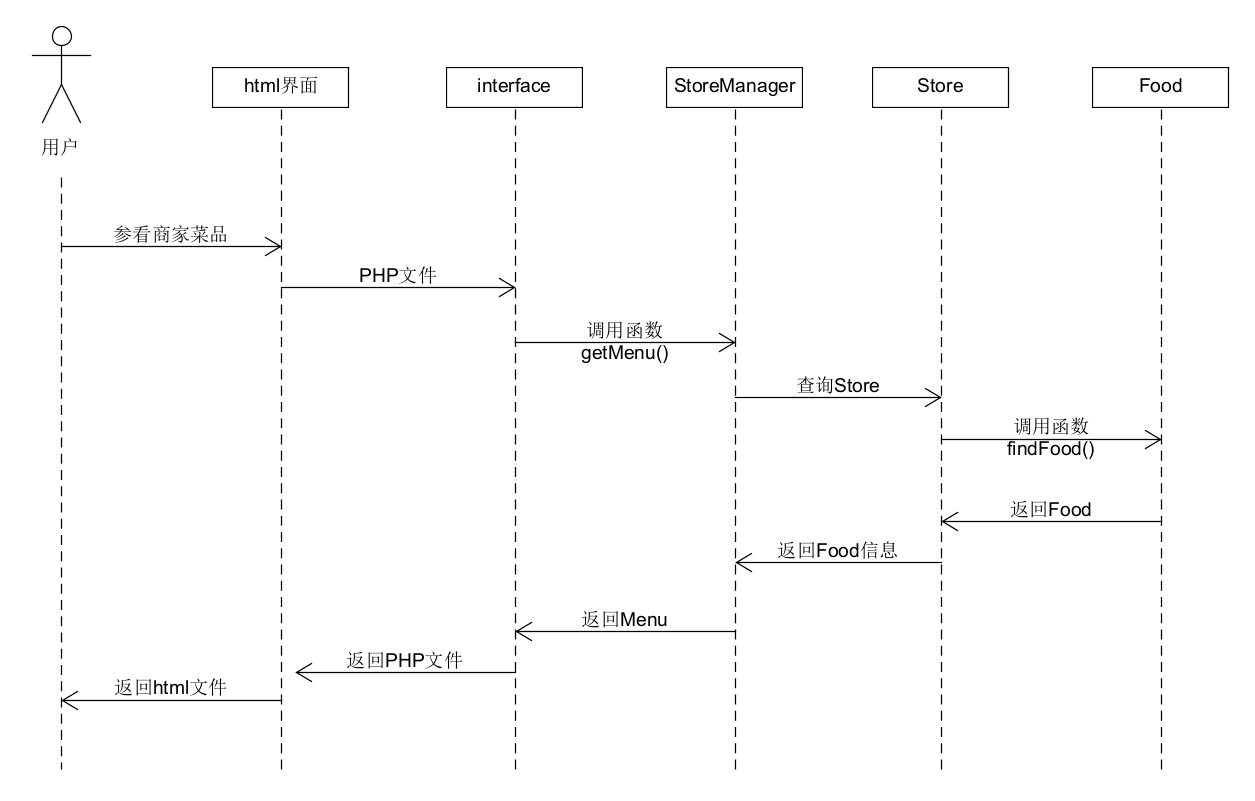 html界面
interface
StoreManager
Store
Food
用户
参看商家菜品
PHP文件
调用函数
getMenu()
查询Store
调用函数
findFood()
返回Food
返回Food信息
返回Menu
返回PHP文件
返回html文件